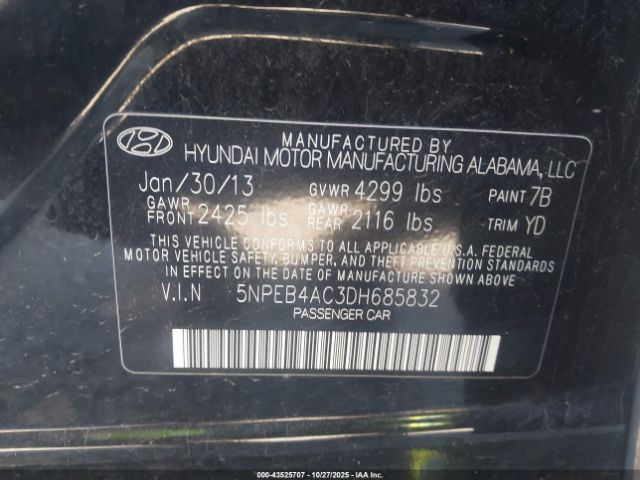 MANUFACTURED BY
HYUNDAI MOTOR MANUFACTURING ALABAMA, LLC
Jan/30/13 GVWR 4299 lbs PAINT 7B
GAWR FRONT 2425 lbs GAWR REAR 2116 lbs TRIM YD
THIS VEHICLE CONFORMS TO ALL APPLICABLE U.S.A. FEDERAL
MOTOR VEHICLE SAFETY, BUMPER, AND THEFT PREVENTION STANDARDS
IN EFFECT ON THE DATE OF MANUFACTURE SHOWN ABOVE.
V.I.N 5NPEB4AC3DH685832
PASSENGER CAR
000-43525707 - 10/27/2025 - IAAI.COM